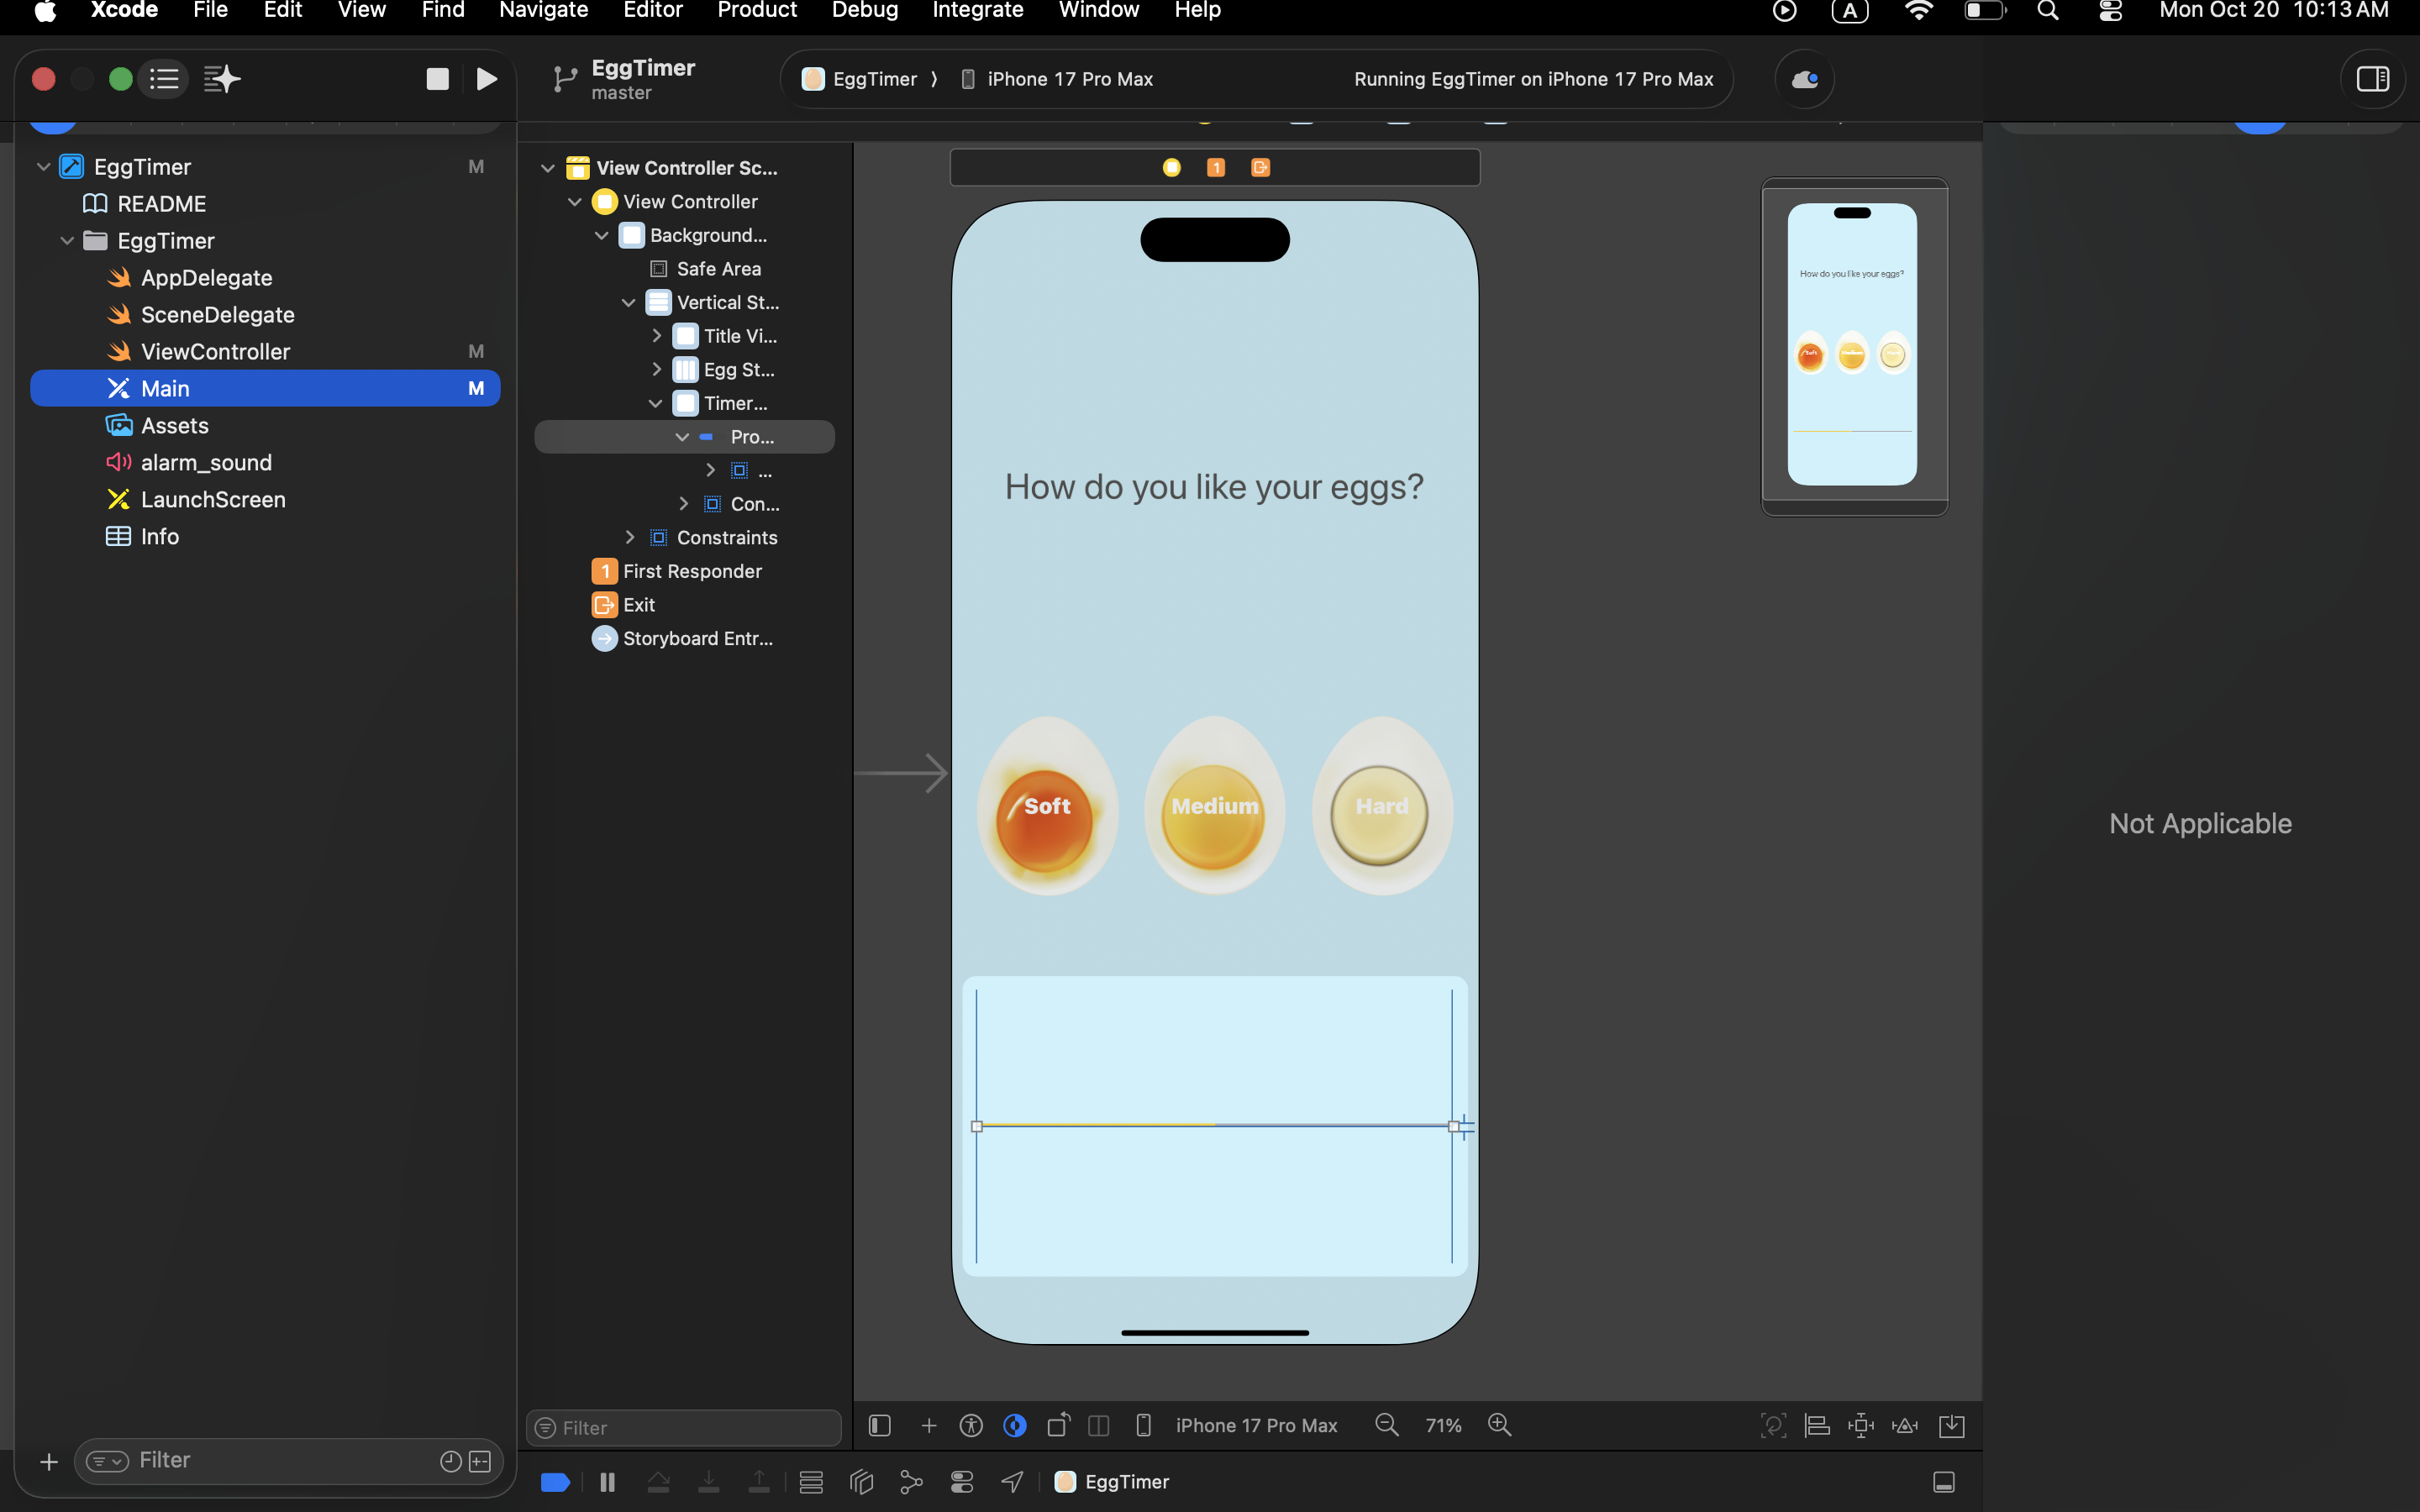 Xcode File Edit View Find Navigate Editor Product Debug Integrate Window Help A Mon Oct 20 10:13 AM
EggTimer
master
EggTimer iPhone 17 Pro Max Running EggTimer on iPhone 17 Pro Max
EggTimer M
README
EggTimer
AppDelegate
SceneDelegate
ViewController M
Main M
Assets
alarm_sound
LaunchScreen
Info
Filter
View Controller Sc...
View Controller
Background...
Safe Area
Vertical St...
Title Vi...
Egg St...
Timer...
Pro...
...
Con...
Constraints
1 First Responder
Exit
Storyboard Entr...
Filter
1
How do you like your eggs?
Soft Medium Hard
How do you like your eggs?
Soft Medium
Not Applicable
iPhone 17 Pro Max 71%
EggTimer